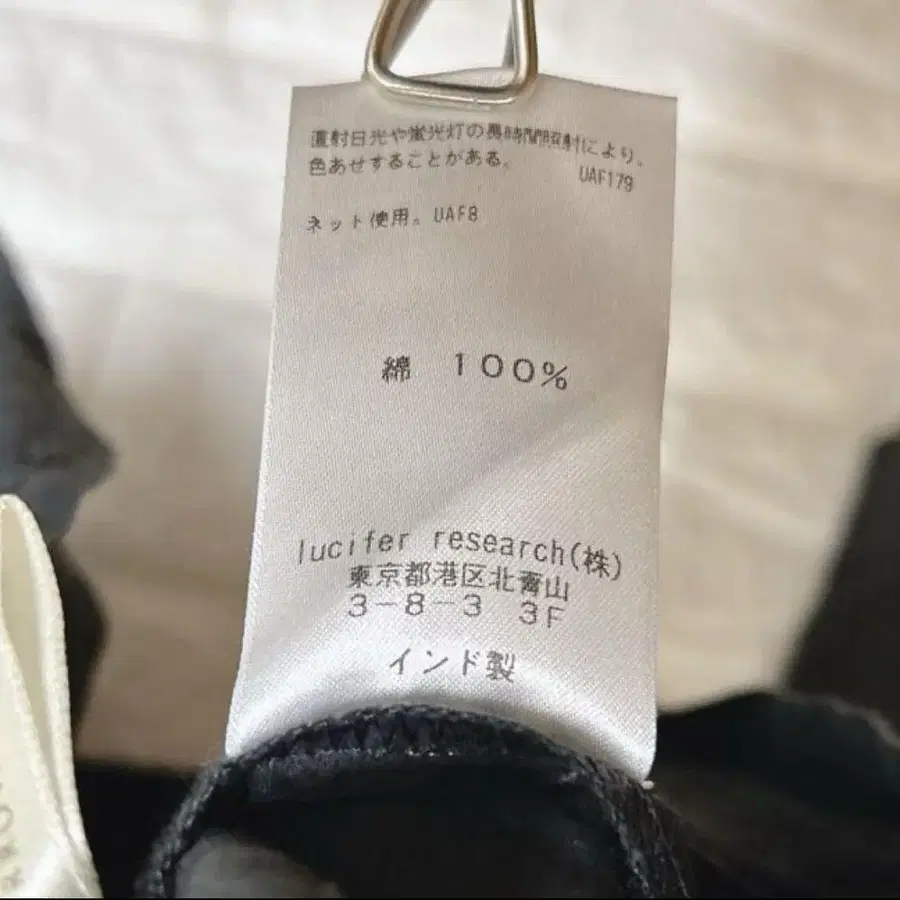 直射日光や蛍光灯の長時間照射により、
色あせすることがある。
UAF179
ネット使用。UAF8
綿 100%
lucifer research(株)
東京都港区北青山
3-8-3 3F
インド製